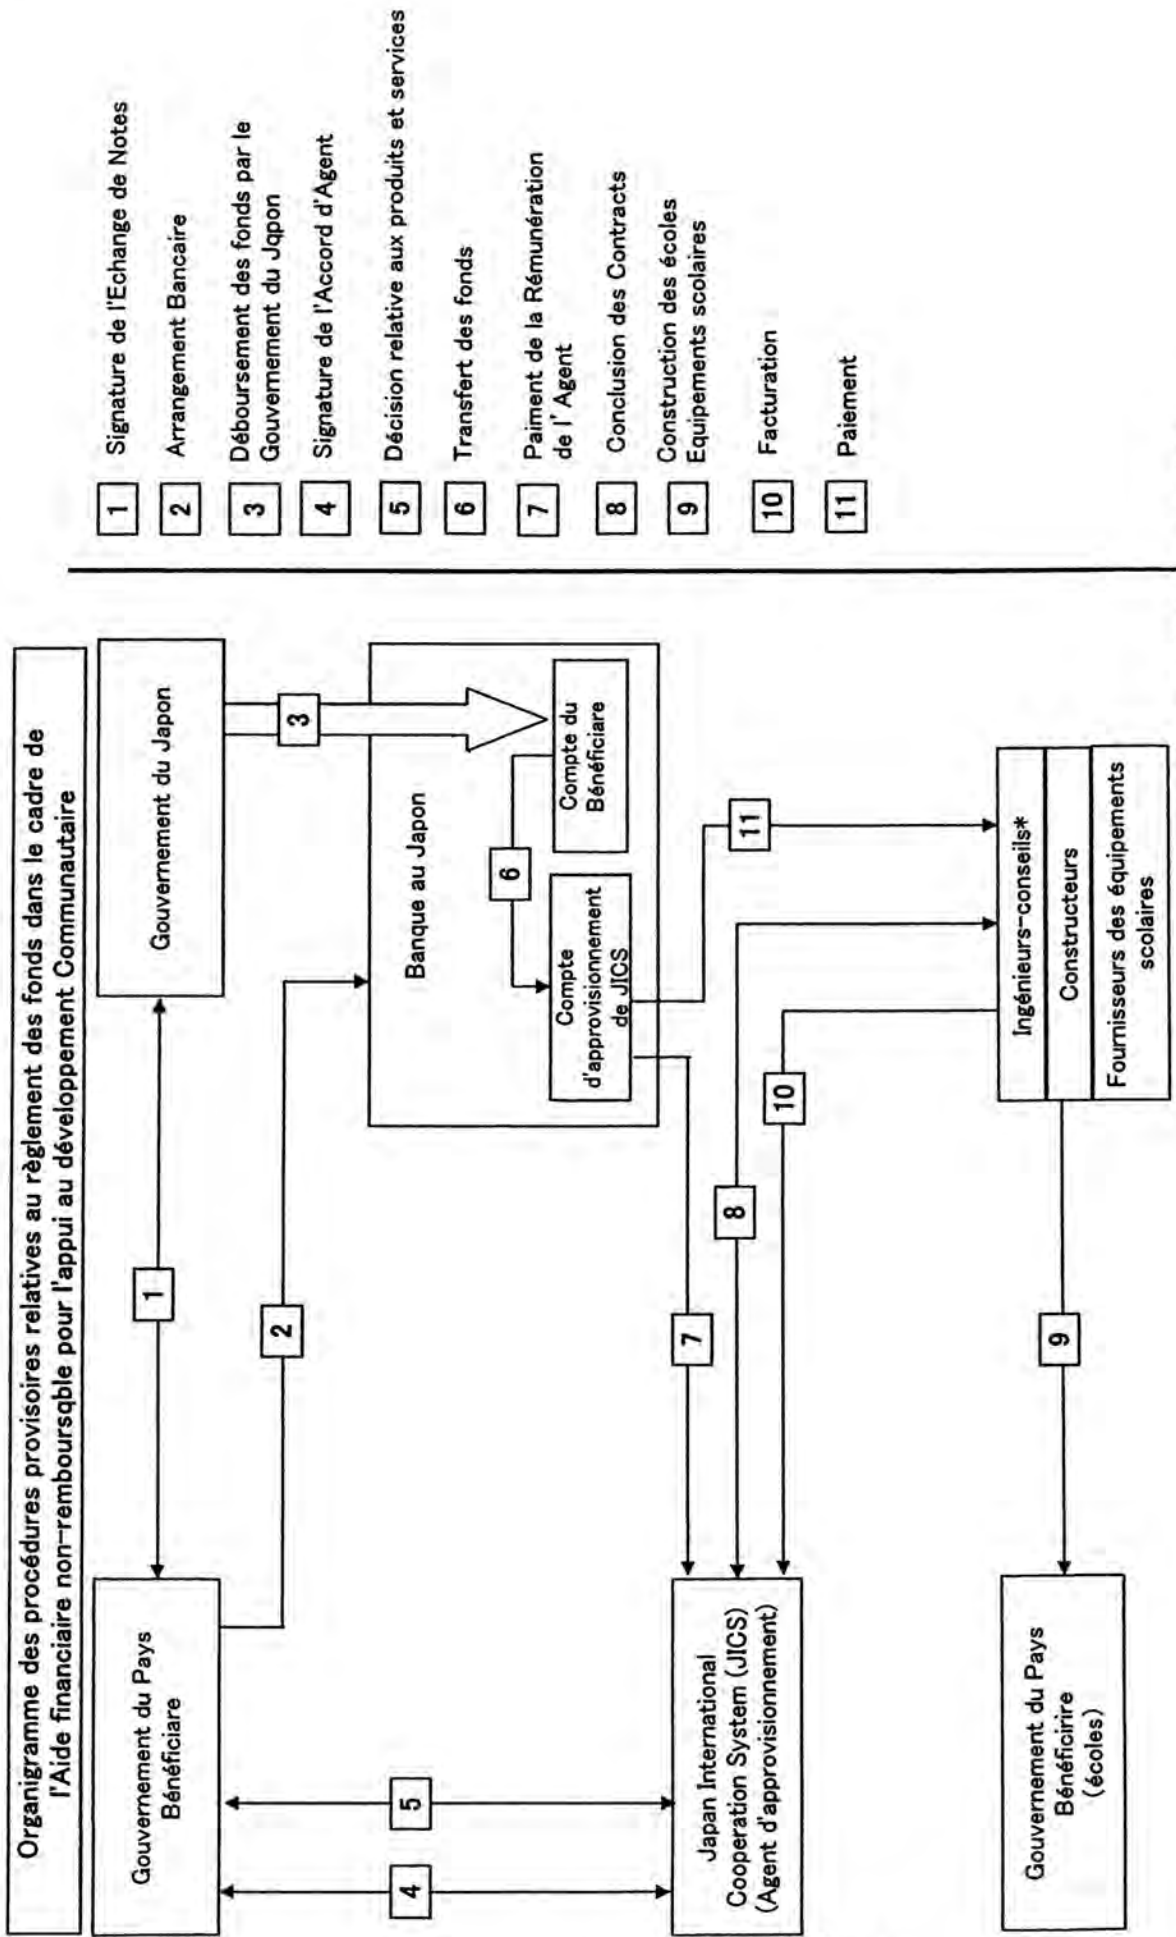 Organigramme des procédures provisoires relatives au règlement des fonds dans le cadre de
l'Aide financiaire non-remboursqble pour l'appui au développement Communautaire
Gouvernement du Pays
Bénéficiare
1
Gouvernement du Japon
2
3
Banque au Japon
Compte
d'approvisionnement
de JICS
6
Compte du
Bénéficiare
4
5
Japan International
Cooperation System (JICS)
(Agent d'approvisionnement)
7
8
10
11
Gouvernement du Pays
Bénéficirire
(écoles)
9
Ingénieurs-conseils*
Constructeurs
Fournisseurs des équipements
scolaires
1 Signature de l'Echange de Notes
2 Arrangement Bancaire
3 Déboursement des fonds par le
Gouvernement du Jqpon
4 Signature de l'Accord d'Agent
5 Décision relative aux produits et services
6 Transfert des fonds
7 Paiment de la Rémunération
de l' Agent
8 Conclusion des Contracts
9 Construction des écoles
Equipements scolaires
10 Facturation
11 Paiement